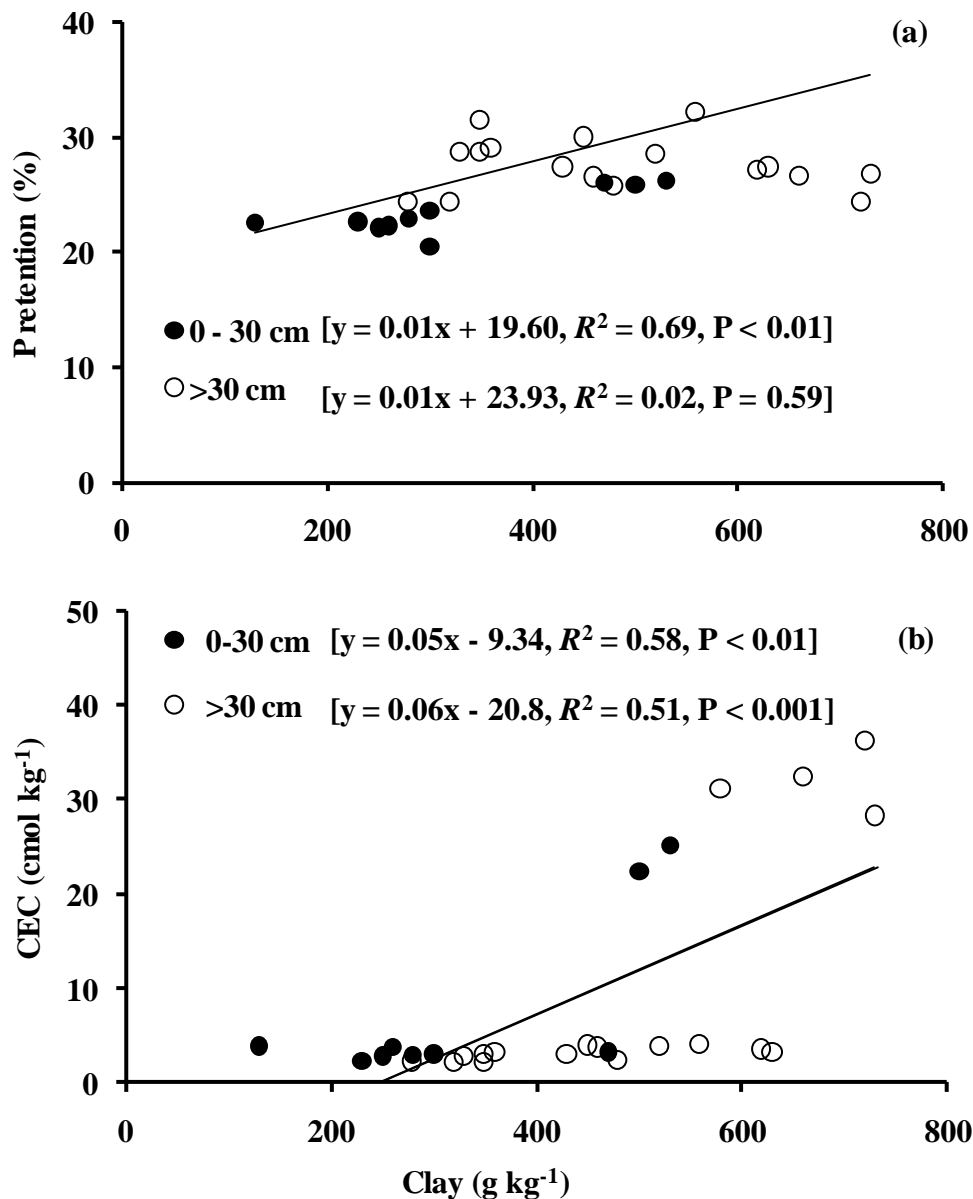 40
(a)
30
20
10
0
P retention (%)
0 - 30 cm [y = 0.01x + 19.60, R² = 0.69, P < 0.01]
>30 cm [y = 0.01x + 23.93, R² = 0.02, P = 0.59]
0 200 400 600 800
50
40
30
20
10
0
CEC (cmol kg⁻¹)
0-30 cm [y = 0.05x - 9.34, R² = 0.58, P < 0.01] (b)
>30 cm [y = 0.06x - 20.8, R² = 0.51, P < 0.001]
0 200 400 600 800
Clay (g kg⁻¹)